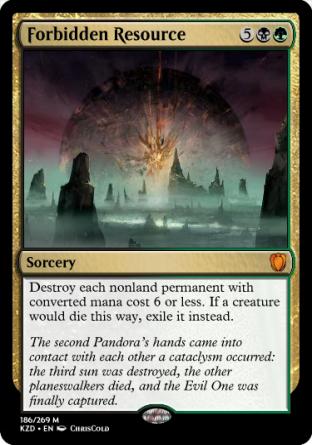 Forbidden Resource 5
Sorcery
Destroy each nonland permanent with
converted mana cost 6 or less. If a creature
would die this way, exile it instead.
The second Pandora's hands came into
contact with each other a cataclysm occurred:
the third sun was destroyed, the other
planeswalkers died, and the Evil One was
finally captured.
186/269 M
KZD • EN ChrisCold